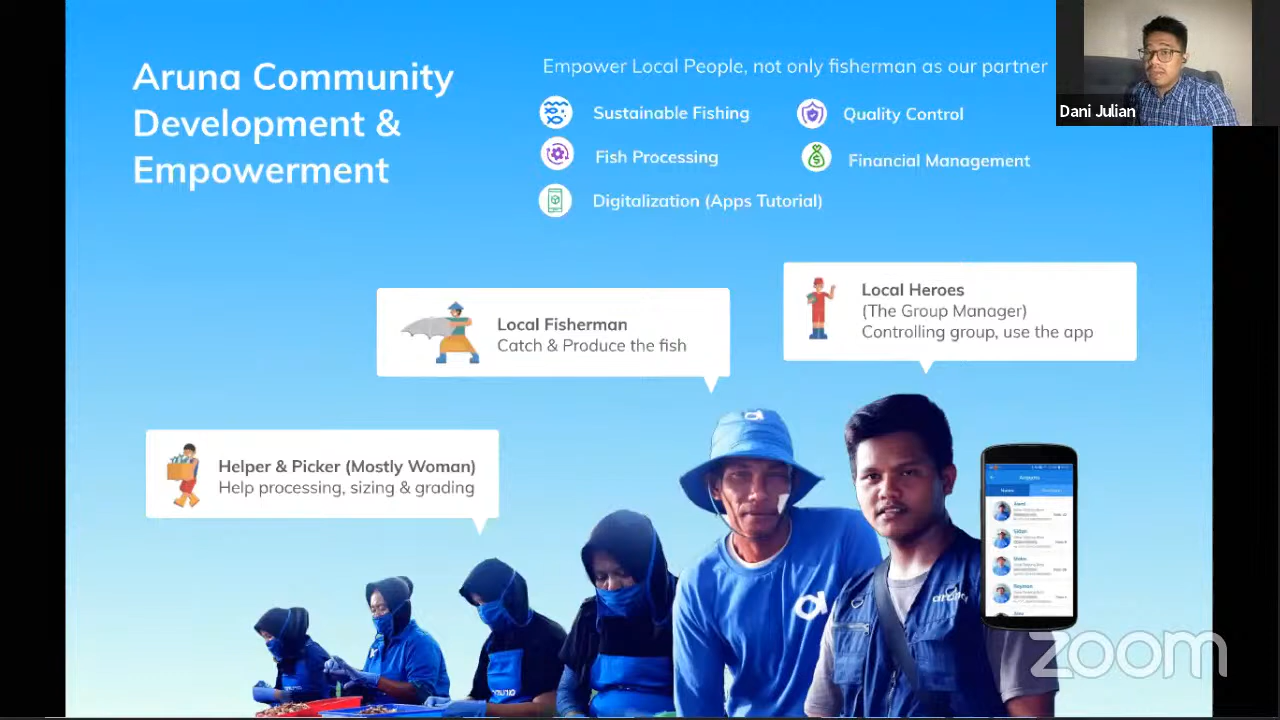 Aruna Community
Development &
Empowerment
Empower Local People, not only fisherman as our partner
Sustainable Fishing
Quality Control
Fish Processing
Financial Management
Digitalization (Apps Tutorial)
Dani Julian
Local Heroes
(The Group Manager)
Controlling group, use the app
Local Fisherman
Catch & Produce the fish
Helper & Picker (Mostly Woman)
Help processing, sizing & grading
aruna
zoom